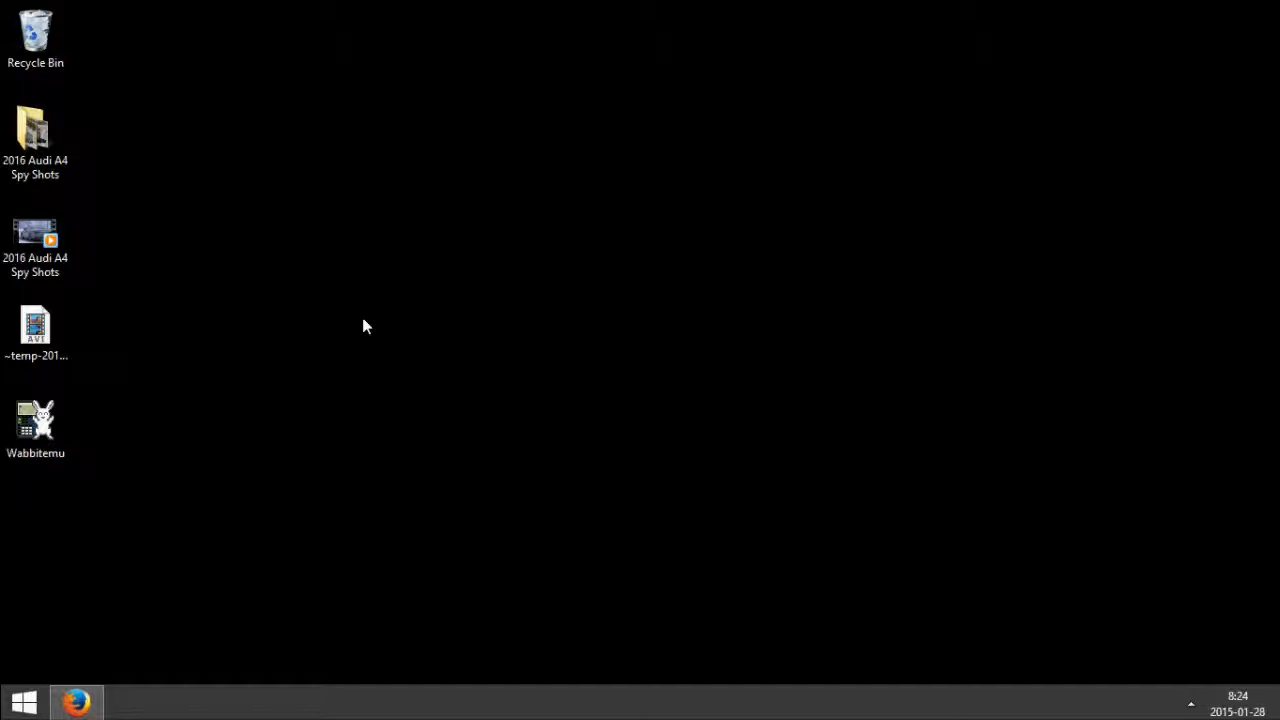 Recycle Bin
2016 Audi A4
Spy Shots
2016 Audi A4
Spy Shots
AVI
~temp-201...
Wabbitemu
8:24
2015-01-28